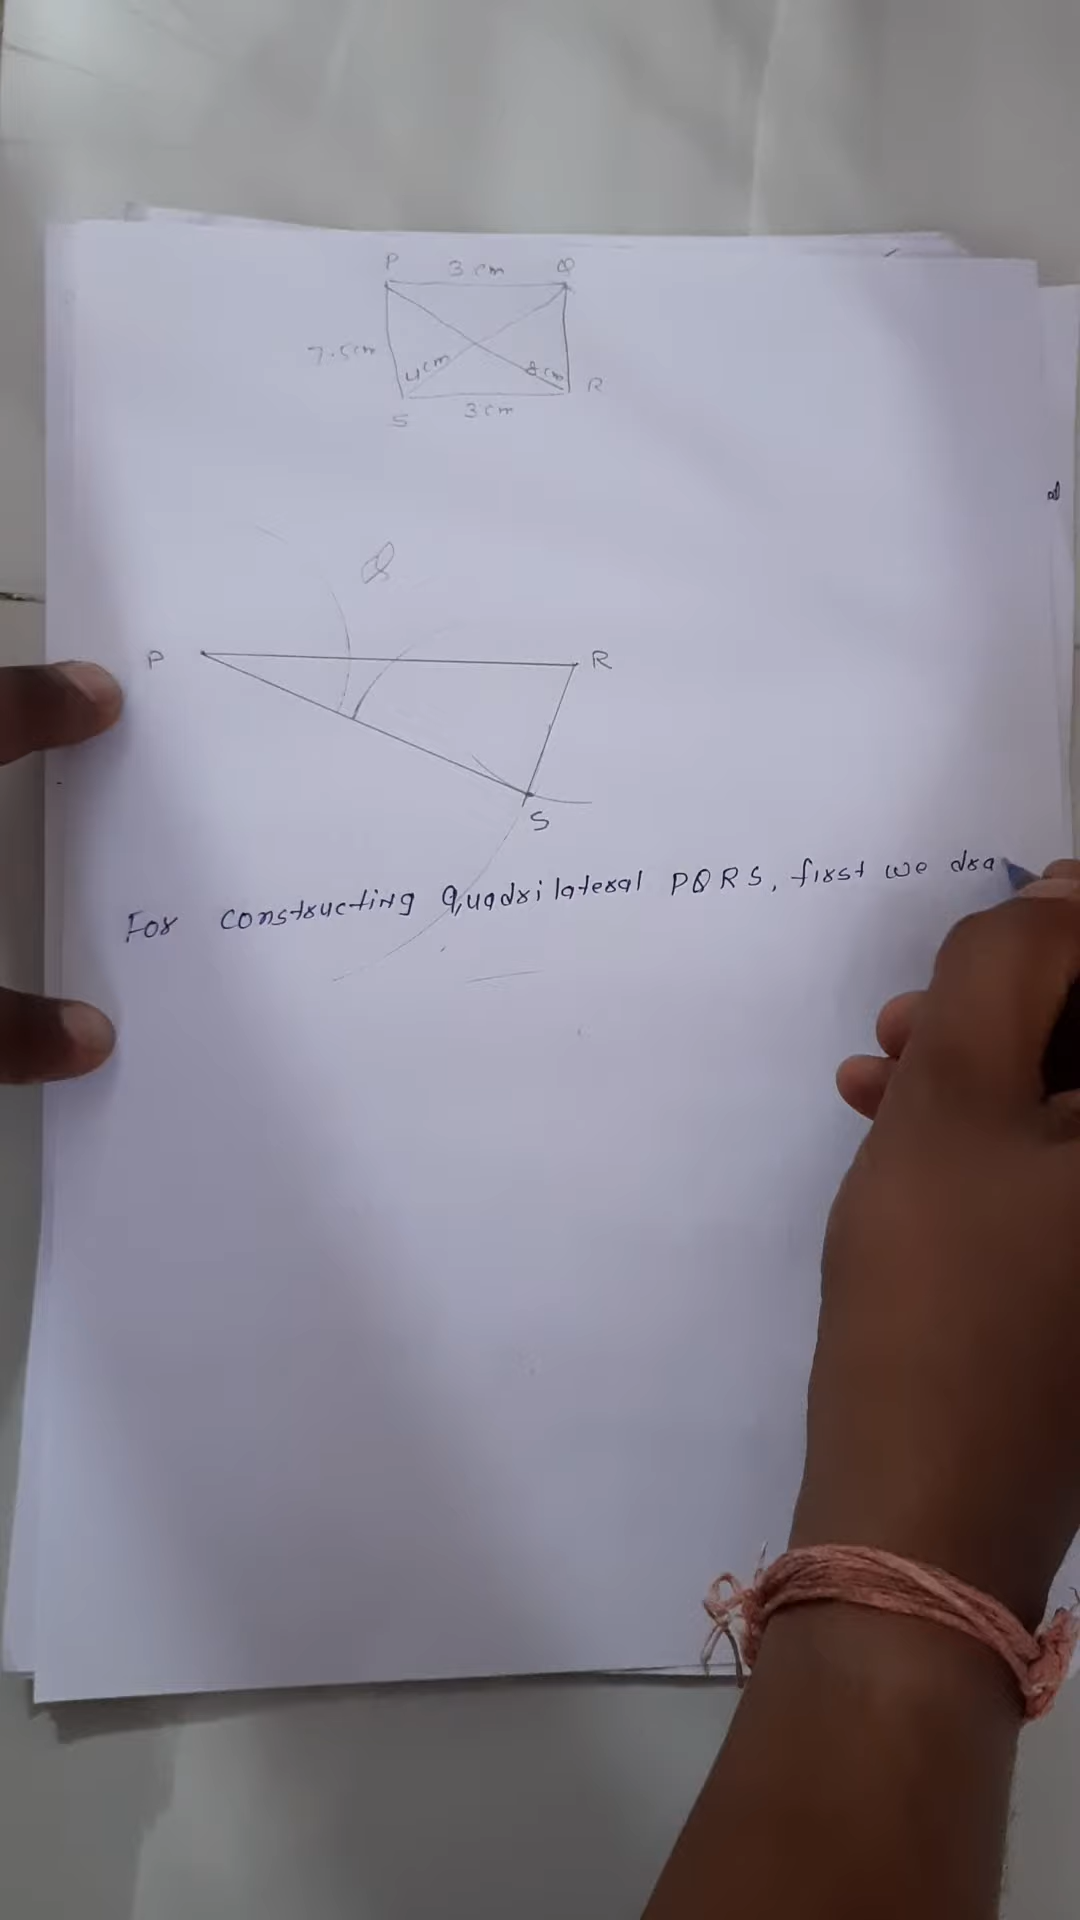 P 3 cm Q
7.5cm 4cm 8cm R
S 3cm
Q
P R
S
For constructing quadrilateral PQRS, first we dra